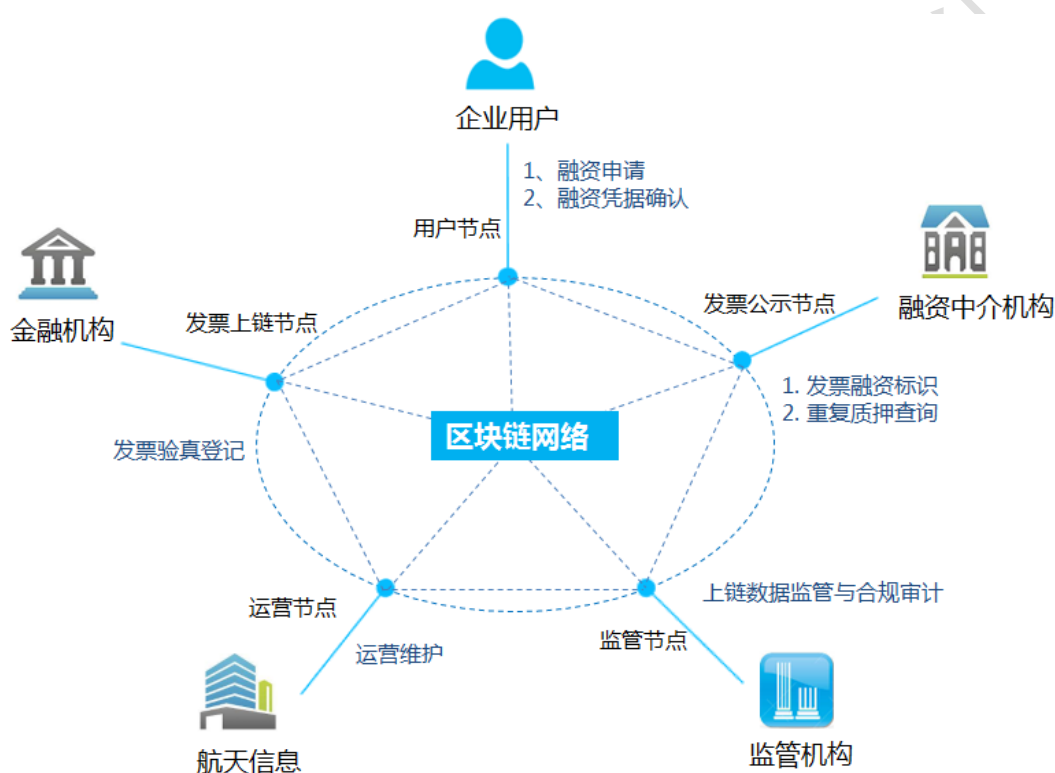 企业用户
1、融资申请
2、融资凭据确认
用户节点
金融机构
发票上链节点
发票公示节点
融资中介机构
1. 发票融资标识
2. 重复质押查询
区块链网络
发票验真登记
上链数据监管与合规审计
运营节点
运营维护
监管节点
航天信息
监管机构